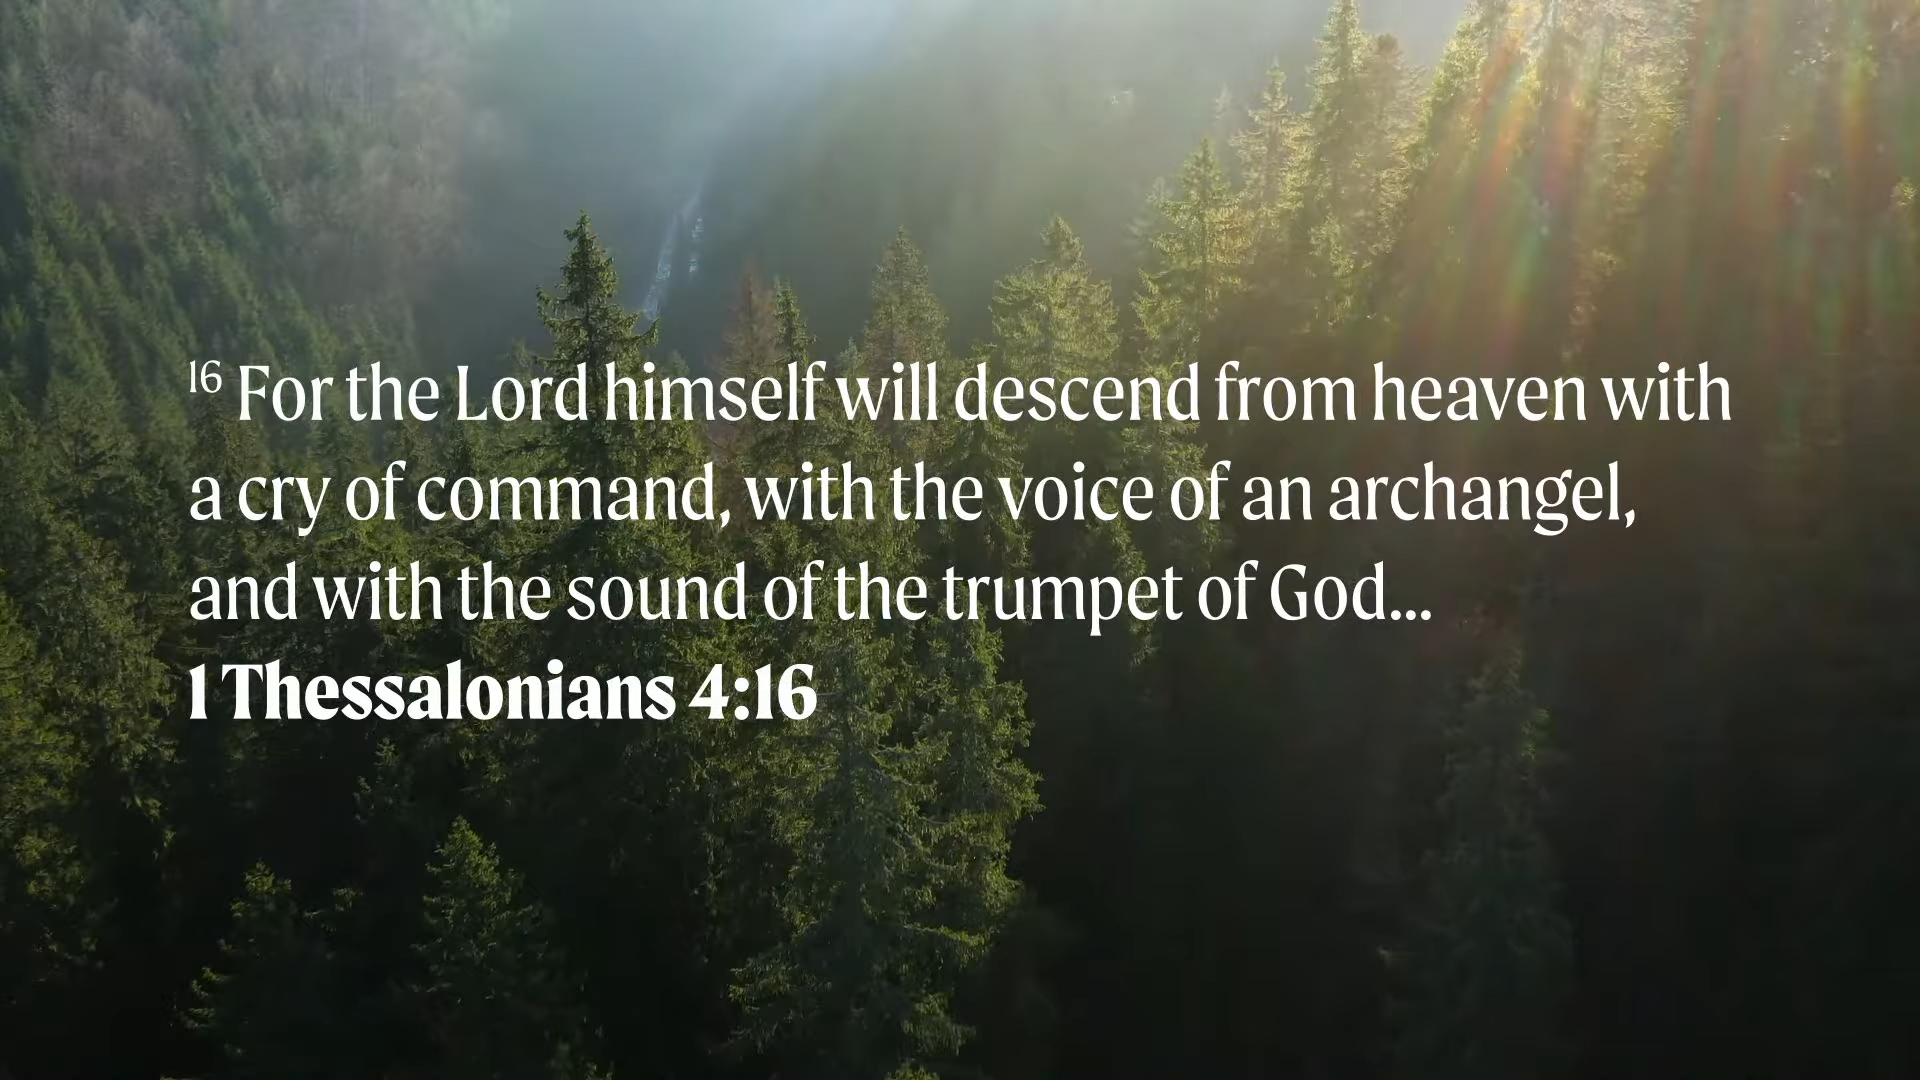 16 For the Lord himself will descend from heaven with
a cry of command, with the voice of an archangel,
and with the sound of the trumpet of God...
1 Thessalonians 4:16